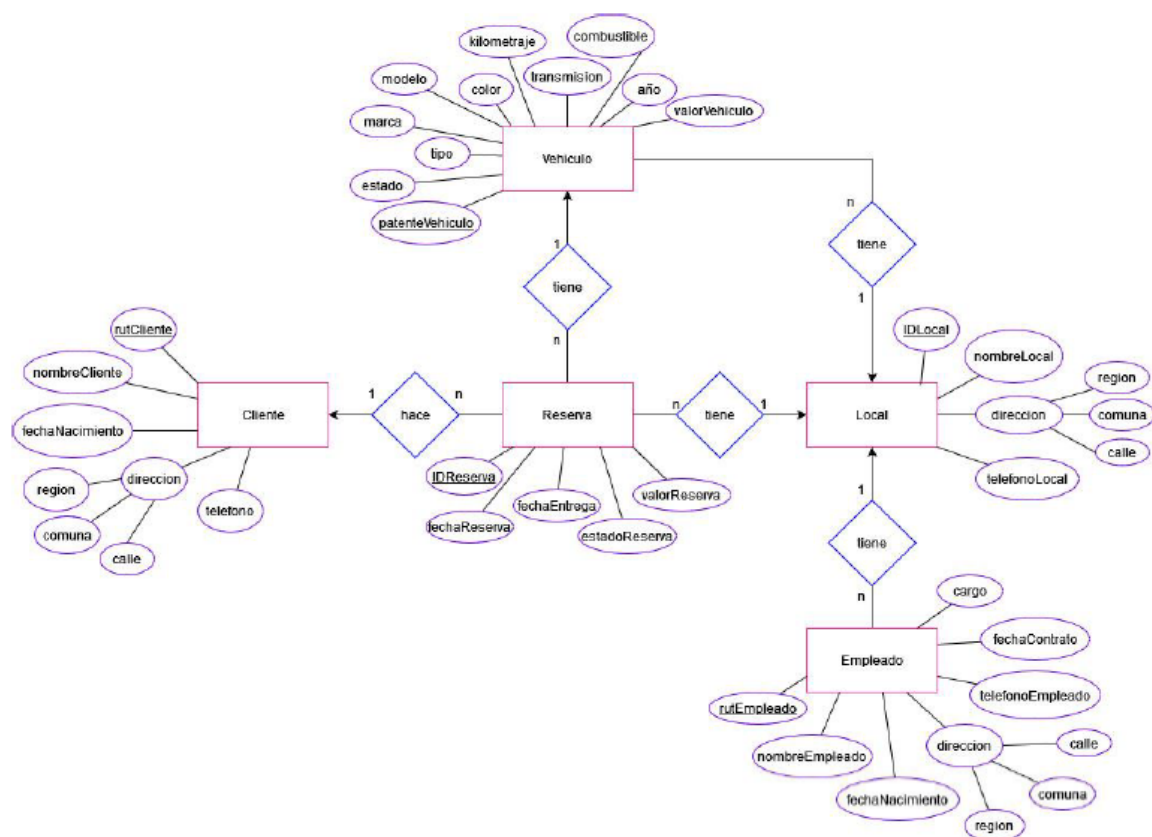 combustible
kilometraje
transmision
modelo
color
año
valorVehiculo
marca
tipo
Vehiculo
estado
patenteVehiculo
n
1
tiene
tiene
1
n
rutCliente
IDLocal
nombreLocal
nombreCliente
region
1
n
n
1
Cliente
hace
Reserva
tiene
Local
direccion
comuna
fechaNacimiento
calle
direccion
IDReserva
telefonoLocal
region
valorReserva
1
telefono
fechaEntrega
comuna
fechaReserva
estadoReserva
calle
tiene
n
cargo
fechaContrato
Empleado
telefonoEmpleado
rutEmpleado
direccion
calle
nombreEmpleado
fechaNacimiento
comuna
region